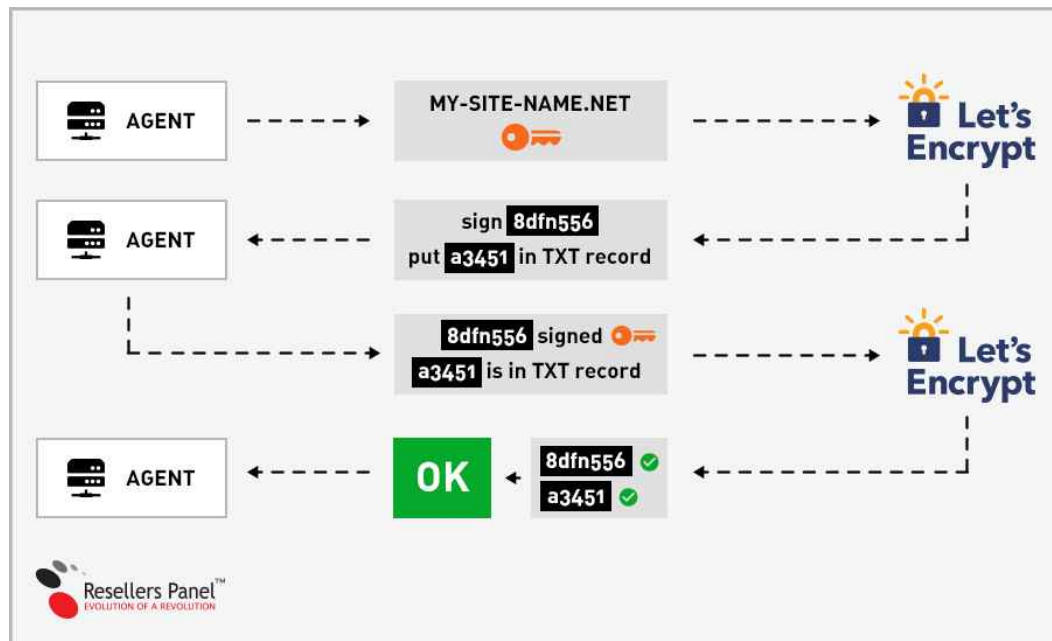 AGENT
MY-SITE-NAME.NET
Let's
Encrypt
AGENT
sign 8dfn556
put a3451 in TXT record
8dfn556 signed
a3451 is in TXT record
Let's
Encrypt
AGENT
OK
8dfn556
a3451
Resellers Panel™
EVOLUTION OF A REVOLUTION